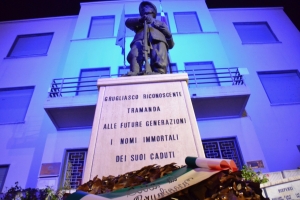 GRUGLIASCO RICONOSCENTE
TRAMANDA
ALLE FUTURE GENERAZIONI
I NOMI IMMORTALI
DEI SUOI CADUTI